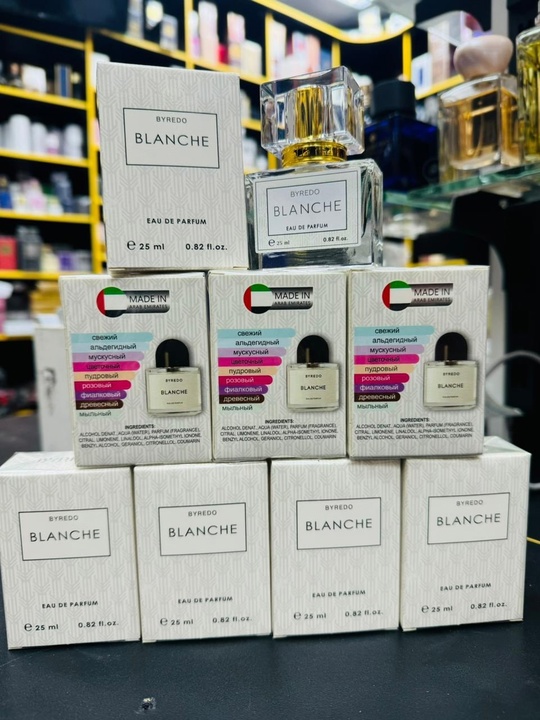 BYREDO
BLANCHE
EAU DE PARFUM
℮ 25 ml 0.82 fl.oz.
BYREDO
BLANCHE
EAU DE PARFUM
℮ 25 ml 0.82 fl.oz.
MADE IN
ARAB EMIRATES
свежий
альдегидный
мускусный
цветочный
пудровый
розовый
фиалковый
древесный
мыльный
BYREDO
BLANCHE
INGREDIENTS:
ALCOHOL DENAT., AQUA (WATER), PARFUM (FRAGRANCE),
CITRAL, LIMONENE, LINALOOL, ALPHA-ISOMETHYL IONONE,
BENZYL ALCOHOL, GERANIOL, CITRONELLOL, COUMARIN
MADE IN
ARAB EMIRATES
свежий
альдегидный
мускусный
цветочный
пудровый
розовый
фиалковый
древесный
мыльный
BYREDO
BLANCHE
INGREDIENTS:
ALCOHOL DENAT., AQUA (WATER), PARFUM (FRAGRANCE),
CITRAL, LIMONENE, LINALOOL, ALPHA-ISOMETHYL IONONE,
BENZYL ALCOHOL, GERANIOL, CITRONELLOL, COUMARIN
MADE IN
ARAB EMIRATES
свежий
альдегидный
мускусный
цветочный
пудровый
розовый
фиалковый
древесный
мыльный
BYREDO
BLANCHE
INGREDIENTS:
ALCOHOL DENAT., AQUA (WATER), PARFUM (FRAGRANCE),
CITRAL, LIMONENE, LINALOOL, ALPHA-ISOMETHYL IONONE,
BENZYL ALCOHOL, GERANIOL, CITRONELLOL, COUMARIN
BYREDO
BLANCHE
EAU DE PARFUM
℮ 25 ml 0.82 fl.oz.
BYREDO
BLANCHE
EAU DE PARFUM
℮ 25 ml 0.82 fl.oz.
BYREDO
BLANCHE
EAU DE PARFUM
℮ 25 ml 0.82 fl.oz.
BYREDO
BLANCHE
EAU DE PARFUM
℮ 25 ml 0.82 fl.oz.